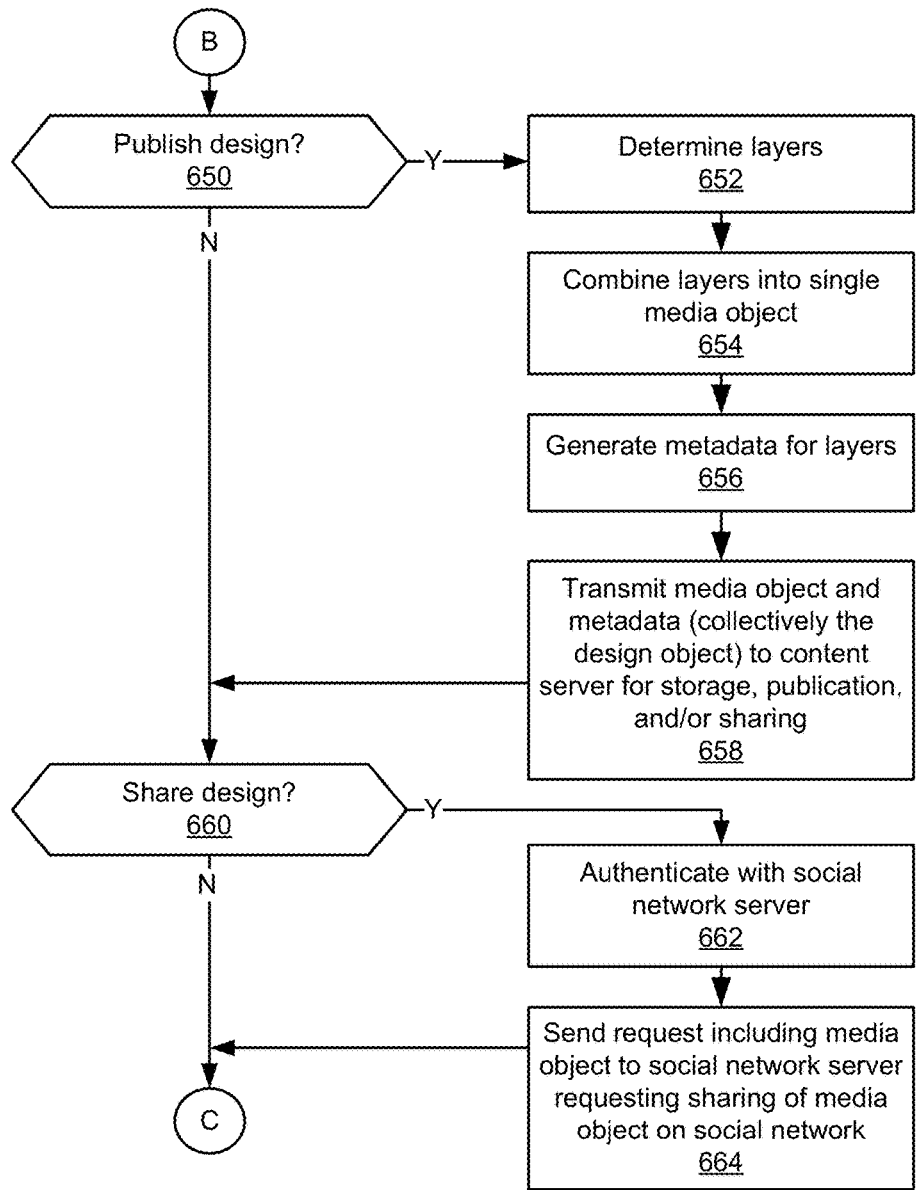 B
Publish design?
650
Y
N
Determine layers
652
Combine layers into single
media object
654
Generate metadata for layers
656
Transmit media object and
metadata (collectively the
design object) to content
server for storage, publication,
and/or sharing
658
Share design?
660
Y
N
Authenticate with social
network server
662
Send request including media
object to social network server
requesting sharing of media
object on social network
664
C